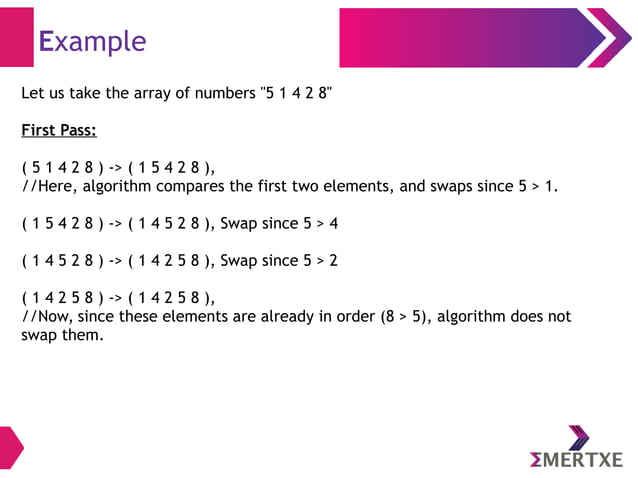 Example
Let us take the array of numbers "5 1 4 2 8"
First Pass:
( 5 1 4 2 8 ) -> ( 1 5 4 2 8 ),
//Here, algorithm compares the first two elements, and swaps since 5 > 1.
( 1 5 4 2 8 ) -> ( 1 4 5 2 8 ), Swap since 5 > 4
( 1 4 5 2 8 ) -> ( 1 4 2 5 8 ), Swap since 5 > 2
( 1 4 2 5 8 ) -> ( 1 4 2 5 8 ),
//Now, since these elements are already in order (8 > 5), algorithm does not
swap them.
EMERTXE